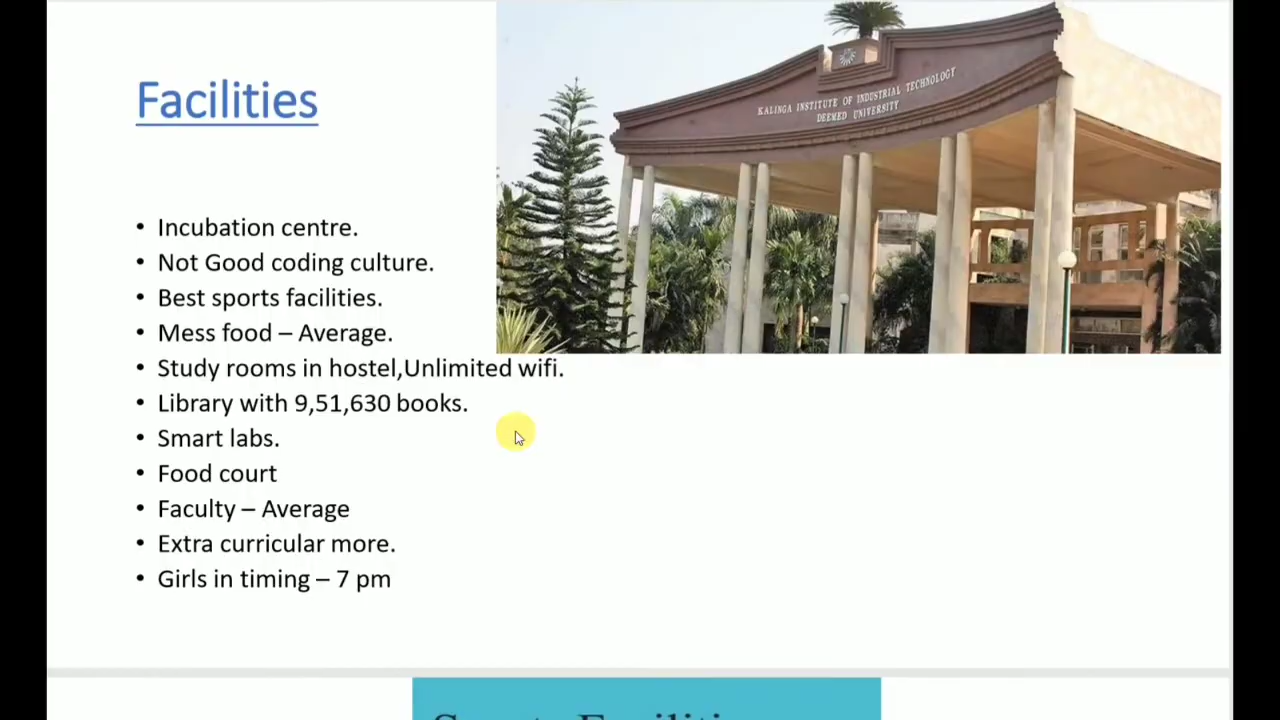 Facilities
KALINGA INSTITUTE OF INDUSTRIAL TECHNOLOGY
DEEMED UNIVERSITY
• Incubation centre.
• Not Good coding culture.
• Best sports facilities.
• Mess food – Average.
• Study rooms in hostel,Unlimited wifi.
• Library with 9,51,630 books.
• Smart labs.
• Food court
• Faculty – Average
• Extra curricular more.
• Girls in timing – 7 pm